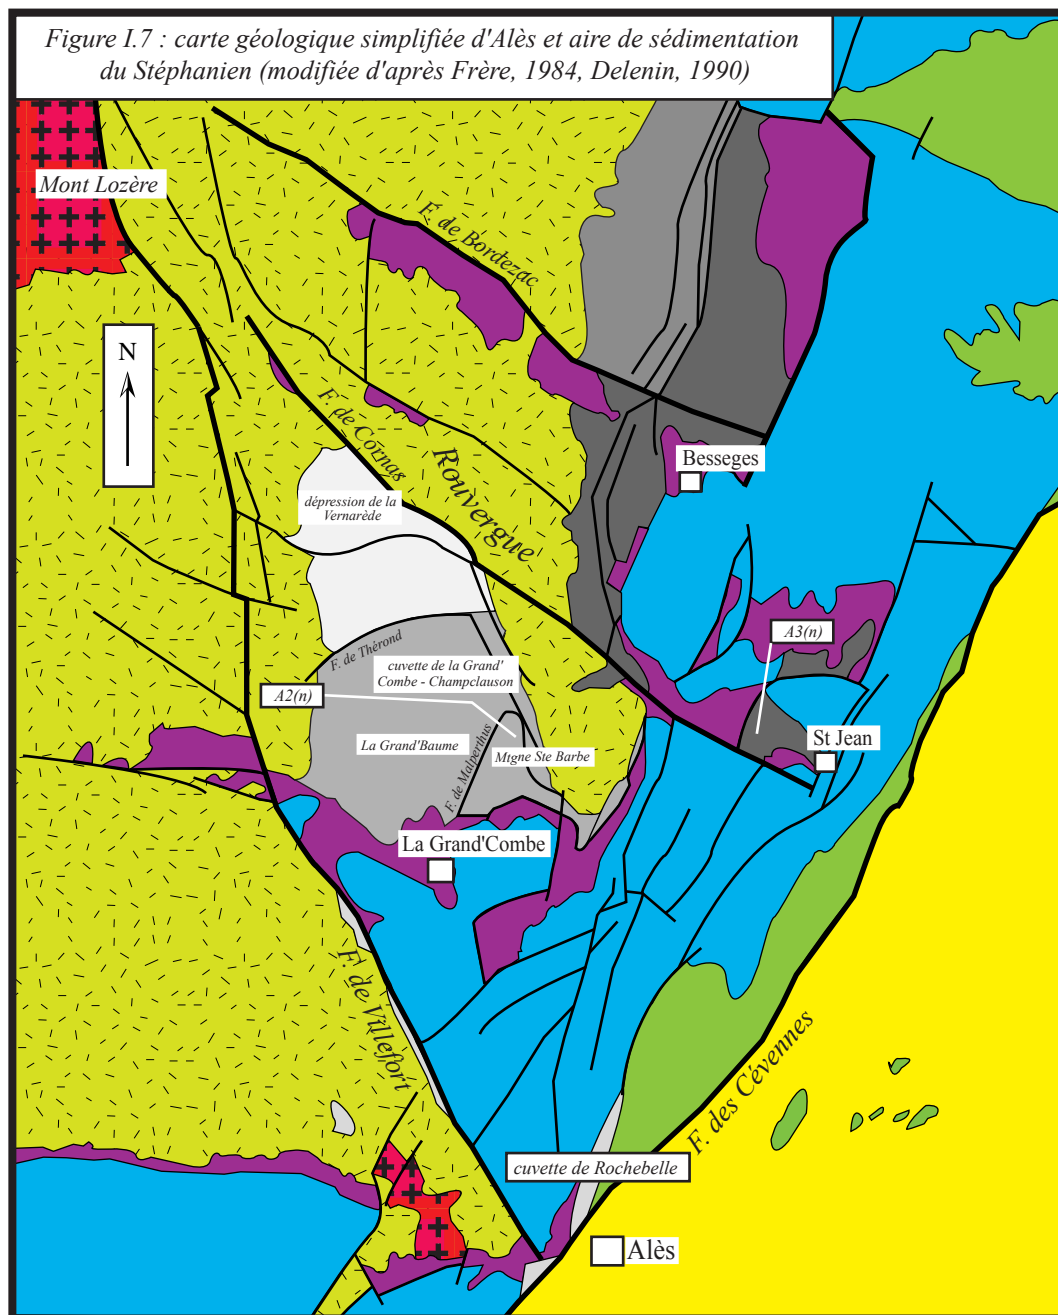 Figure I.7 : carte géologique simplifiée d'Alès et aire de sédimentation
du Stéphanien (modifiée d'après Frère, 1984, Delenin, 1990)
Mont Lozère
F. de Bordezac
N
F. de Cornas
Rouvergue
Besseges
dépression de la
Vernarède
A3(n)
F. de Thérond
cuvette de la Grand'
Combe - Champclauson
A2(n)
La Grand'Baume
F. de Malperthus
Mtgne Ste Barbe
St Jean
La Grand'Combe
F. de Villeffort
F. des Cévennes
cuvette de Rochebelle
Alès